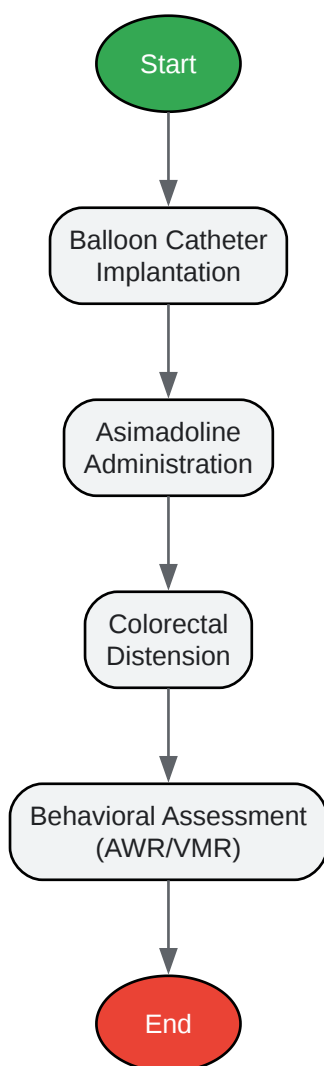 Start
Balloon Catheter
Implantation
Asimadoline
Administration
Colorectal
Distension
Behavioral Assessment
(AWR/VMR)
End